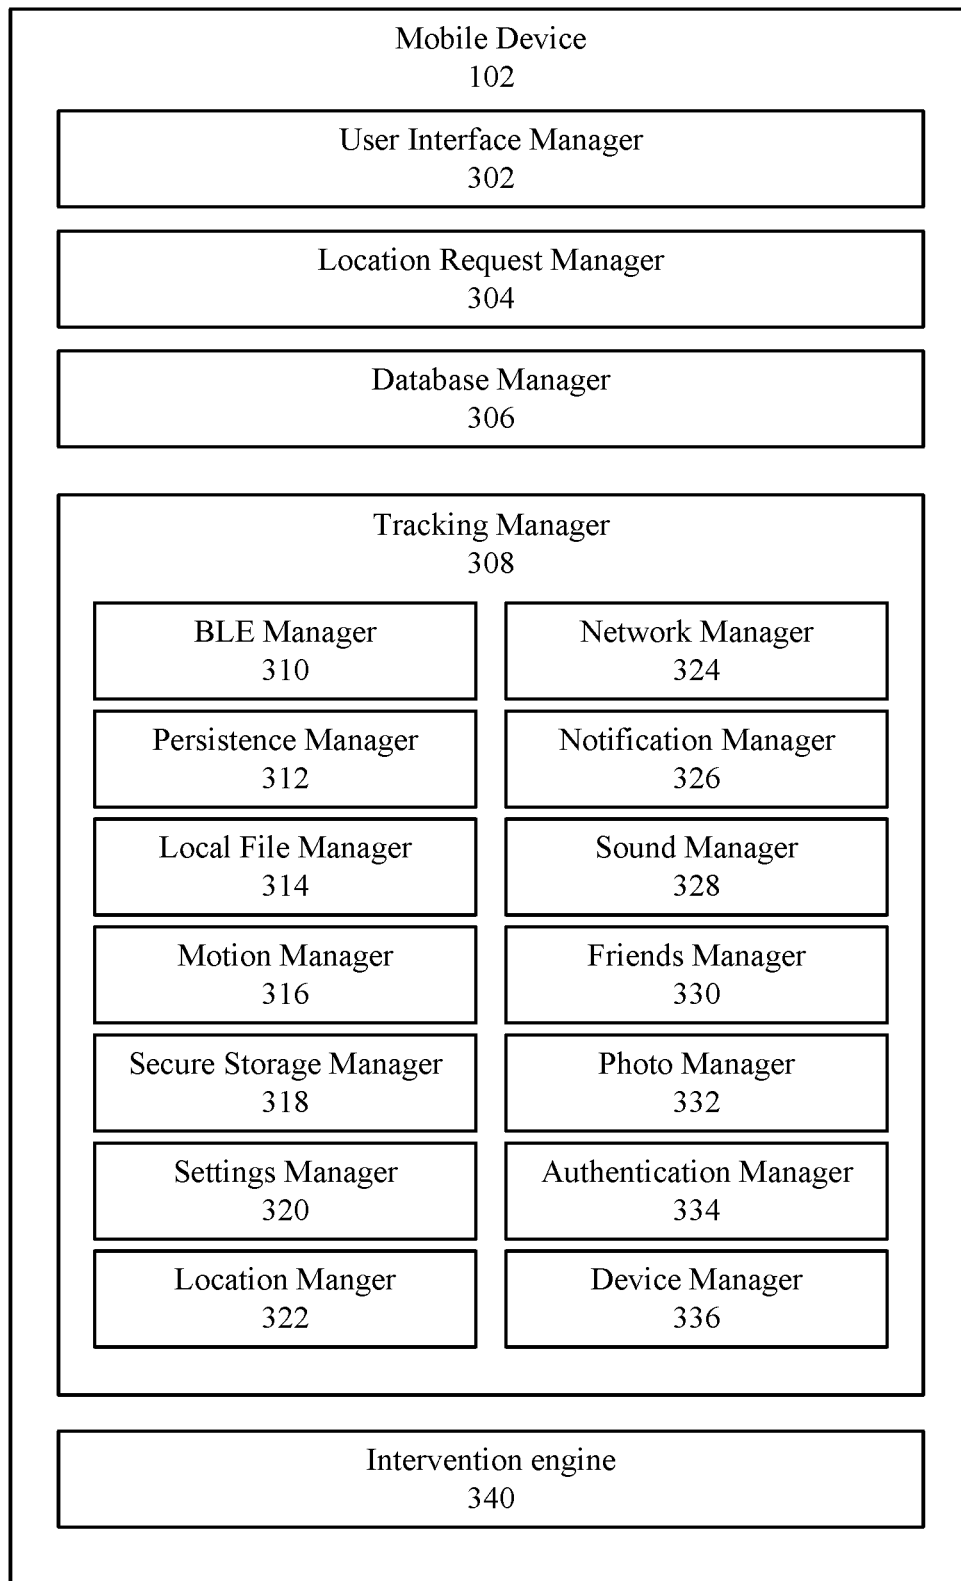 Mobile Device
102
User Interface Manager
302
Location Request Manager
304
Database Manager
306
Tracking Manager
308
BLE Manager
310
Network Manager
324
Persistence Manager
312
Notification Manager
326
Local File Manager
314
Sound Manager
328
Motion Manager
316
Friends Manager
330
Secure Storage Manager
318
Photo Manager
332
Settings Manager
320
Authentication Manager
334
Location Manger
322
Device Manager
336
Intervention engine
340